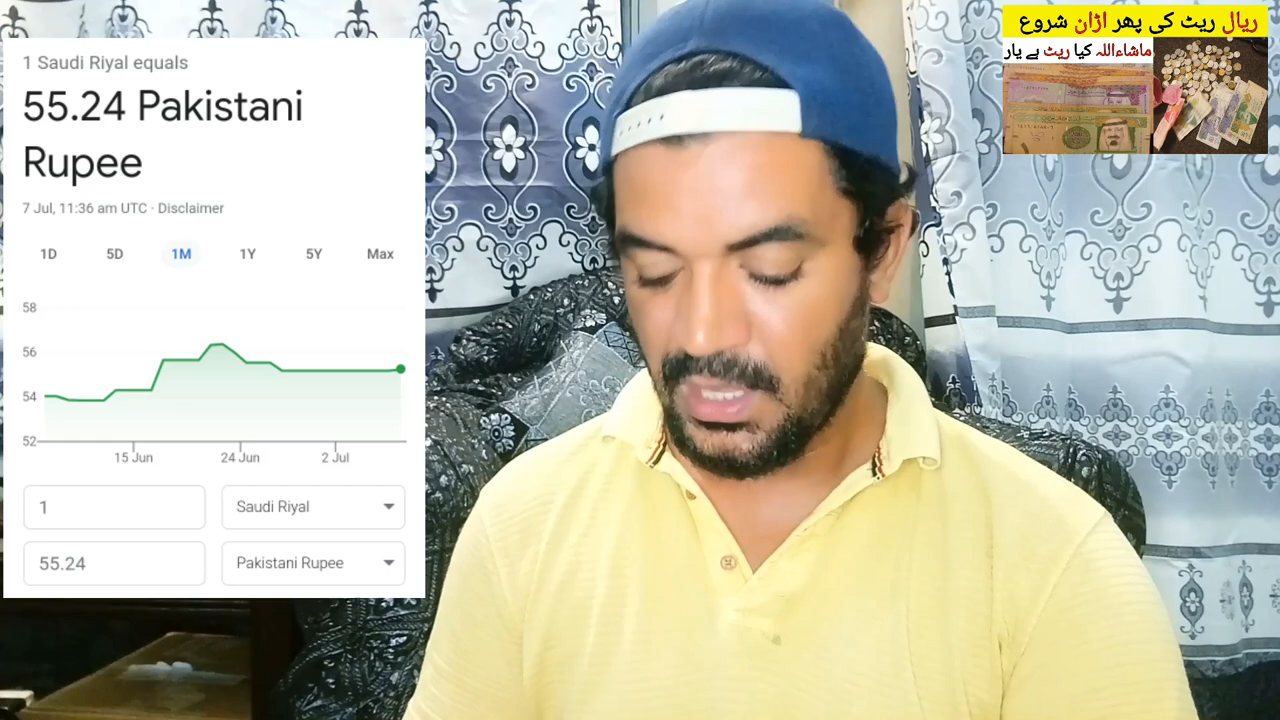 1 Saudi Riyal equals
55.24 Pakistani
Rupee
7 Jul, 11:36 am UTC · Disclaimer
1D 5D 1M 1Y 5Y Max
58
56
54
52
15 Jun 24 Jun 2 Jul
1 Saudi Riyal
55.24 Pakistani Rupee
ریال ریٹ کی پھر اڑان شروع
ماشاءاللہ کیا ریٹ ہے یار